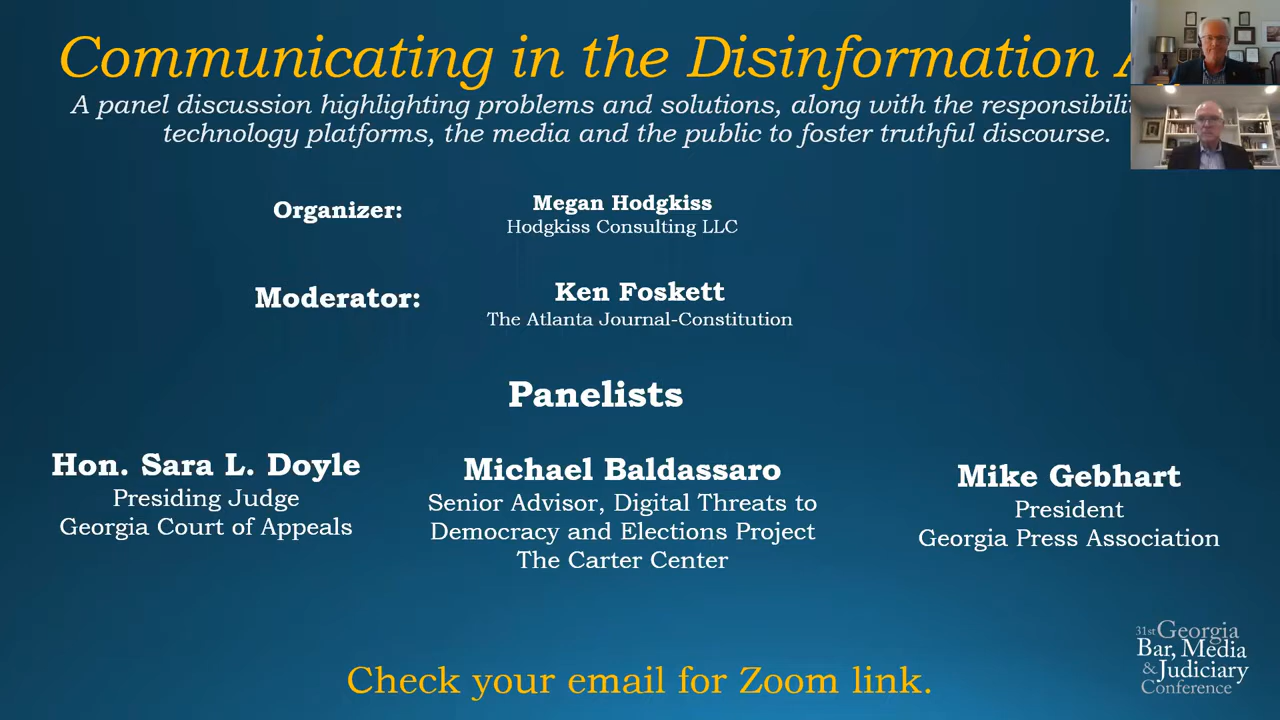 Communicating in the Disinformation
A panel discussion highlighting problems and solutions, along with the
technology platforms, the media and the public to foster truthful discourse.
Organizer:
Megan Hodgkiss
Hodgkiss Consulting LLC
Moderator:
Ken Foskett
The Atlanta Journal-Constitution
Panelists
Hon. Sara L. Doyle
Presiding Judge
Georgia Court of Appeals
Michael Baldassaro
Senior Advisor, Digital Threats to
Democracy and Elections Project
The Carter Center
Mike Gebhart
President
Georgia Press Association
31st Georgia
Bar, Media
& Judiciary
Conference
Check your email for Zoom link.